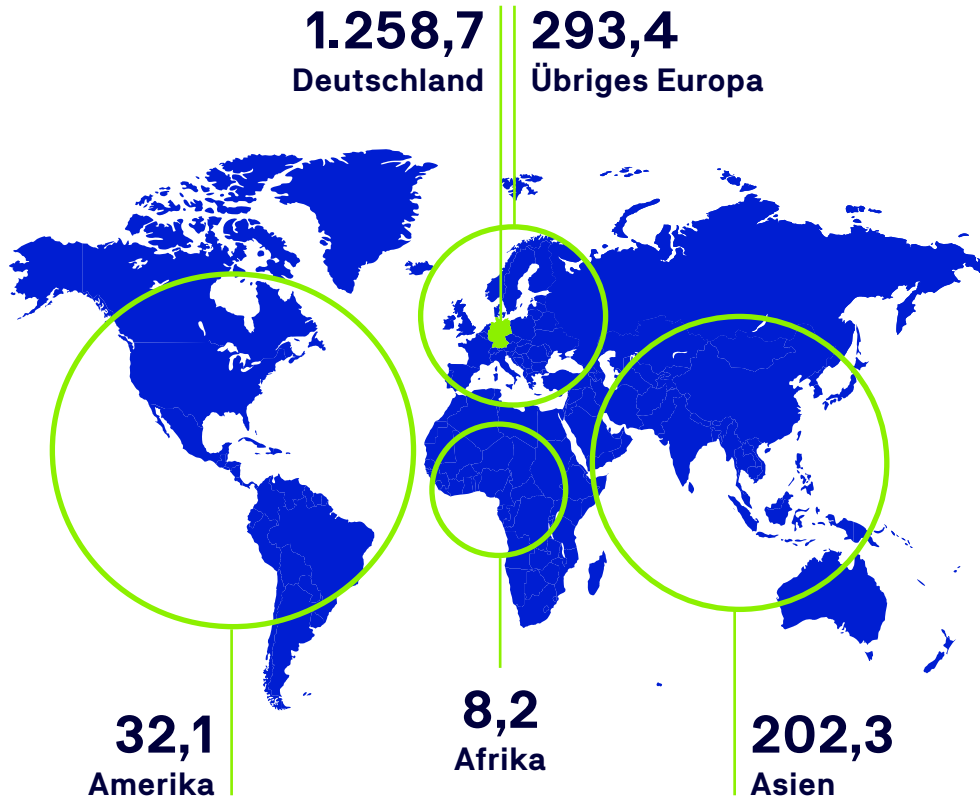 1.258,7
Deutschland
293,4
Übriges Europa
32,1
Amerika
8,2
Afrika
202,3
Asien